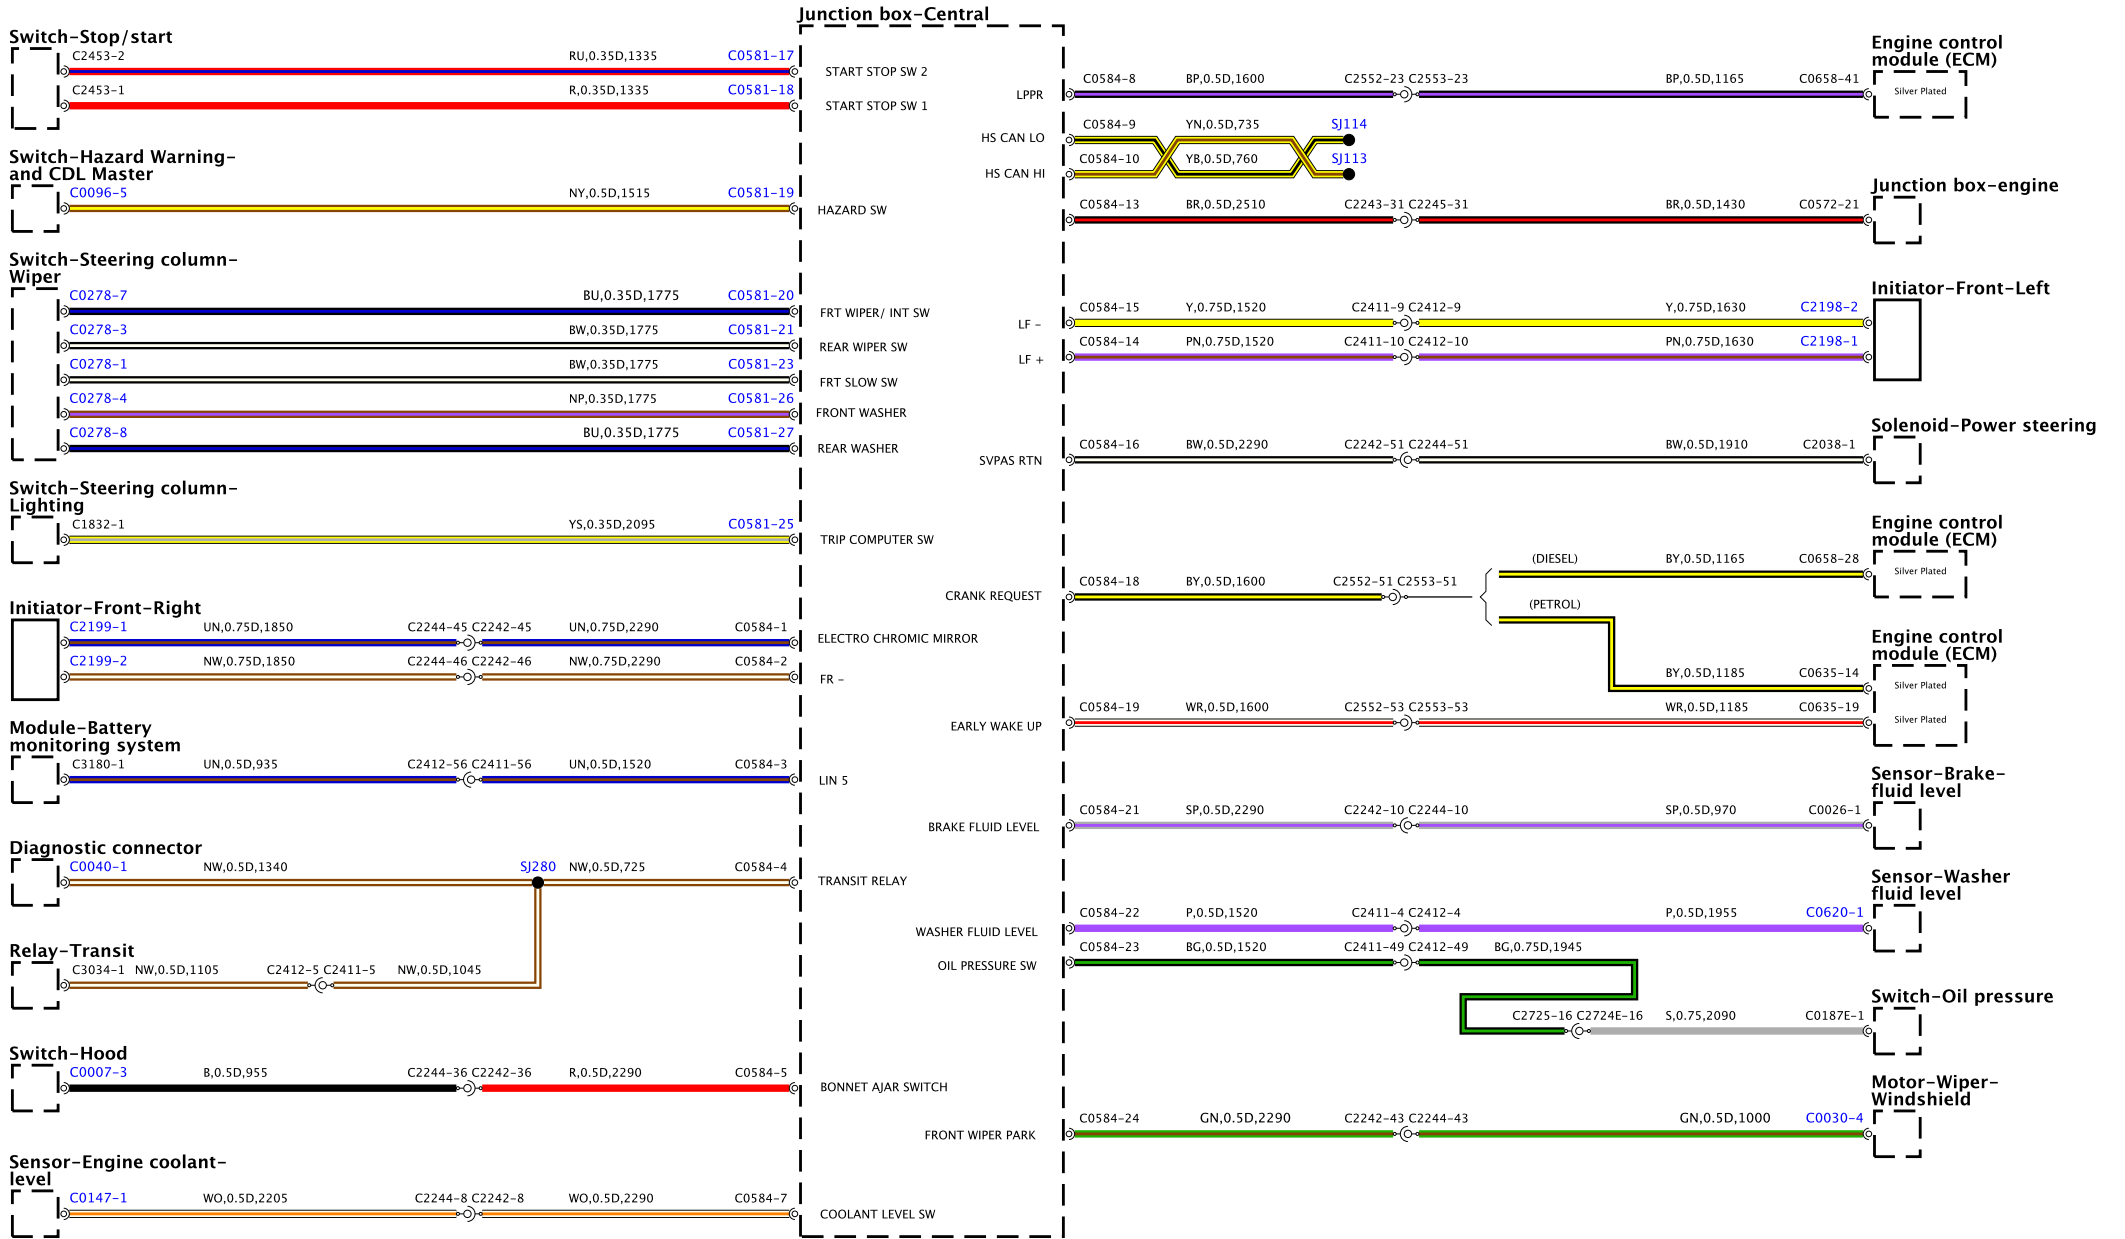 Junction box-Central
Switch-Stop/start
C2453-2 RU,0.35D,1335 C0581-17
START STOP SW 2
C2453-1 R,0.35D,1335 C0581-18
START STOP SW 1
Switch-Hazard Warning-
and CDL Master
C0096-5 NY,0.5D,1515 C0581-19
HAZARD SW
Switch-Steering column-
Wiper
C0278-7 BU,0.35D,1775 C0581-20
FRT WIPER/ INT SW
C0278-3 BW,0.35D,1775 C0581-21
REAR WIPER SW
C0278-1 BW,0.35D,1775 C0581-23
FRT SLOW SW
C0278-4 NP,0.35D,1775 C0581-26
FRONT WASHER
C0278-8 BU,0.35D,1775 C0581-27
REAR WASHER
Switch-Steering column-
Lighting
C1832-1 YS,0.35D,2095 C0581-25
TRIP COMPUTER SW
Initiator-Front-Right
C2199-1 UN,0.75D,1850 C2244-45 C2242-45 UN,0.75D,2290 C0584-1
ELECTRO CHROMIC MIRROR
C2199-2 NW,0.75D,1850 C2244-46 C2242-46 NW,0.75D,2290 C0584-2
FR -
Module-Battery
monitoring system
C3180-1 UN,0.5D,935 C2412-56 C2411-56 UN,0.5D,1520 C0584-3
LIN 5
Diagnostic connector
C0040-1 NW,0.5D,1340 SJ280 NW,0.5D,725 C0584-4
TRANSIT RELAY
Relay-Transit
C3034-1 NW,0.5D,1105 C2412-5 C2411-5 NW,0.5D,1045
Switch-Hood
C0007-3 B,0.5D,955 C2244-36 C2242-36 R,0.5D,2290 C0584-5
BONNET AJAR SWITCH
Sensor-Engine coolant-
level
C0147-1 WO,0.5D,2205 C2244-8 C2242-8 WO,0.5D,2290 C0584-7
COOLANT LEVEL SW
Engine control
module (ECM)
C0584-8 BP,0.5D,1600 C2552-23 C2553-23 BP,0.5D,1165 C0658-41
Silver Plated
LPPR
C0584-9 YN,0.5D,735 SJ114
HS CAN LO
C0584-10 YB,0.5D,760 SJ113
HS CAN HI
Junction box-engine
C0584-13 BR,0.5D,2510 C2243-31 C2245-31 BR,0.5D,1430 C0572-21
Initiator-Front-Left
C0584-15 Y,0.75D,1520 C2411-9 C2412-9 Y,0.75D,1630 C2198-2
LF -
C0584-14 PN,0.75D,1520 C2411-10 C2412-10 PN,0.75D,1630 C2198-1
LF +
Solenoid-Power steering
C0584-16 BW,0.5D,2290 C2242-51 C2244-51 BW,0.5D,1910 C2038-1
SVPAS RTN
Engine control
module (ECM)
(DIESEL) BY,0.5D,1165 C0658-28
Silver Plated
C0584-18 BY,0.5D,1600 C2552-51 C2553-51
CRANK REQUEST
(PETROL)
Engine control
module (ECM)
BY,0.5D,1185 C0635-14
Silver Plated
C0584-19 WR,0.5D,1600 C2552-53 C2553-53 WR,0.5D,1185 C0635-19
Silver Plated
EARLY WAKE UP
Sensor-Brake-
fluid level
C0584-21 SP,0.5D,2290 C2242-10 C2244-10 SP,0.5D,970 C0026-1
BRAKE FLUID LEVEL
Sensor-Washer
fluid level
C0584-22 P,0.5D,1520 C2411-4 C2412-4 P,0.5D,1955 C0620-1
WASHER FLUID LEVEL
C0584-23 BG,0.5D,1520 C2411-49 C2412-49 BG,0.75D,1945
OIL PRESSURE SW
Switch-Oil pressure
C2725-16 C2724E-16 S,0.75,2090 C0187E-1
Motor-Wiper-
Windshield
C0584-24 GN,0.5D,2290 C2242-43 C2244-43 GN,0.5D,1000 C0030-4
FRONT WIPER PARK